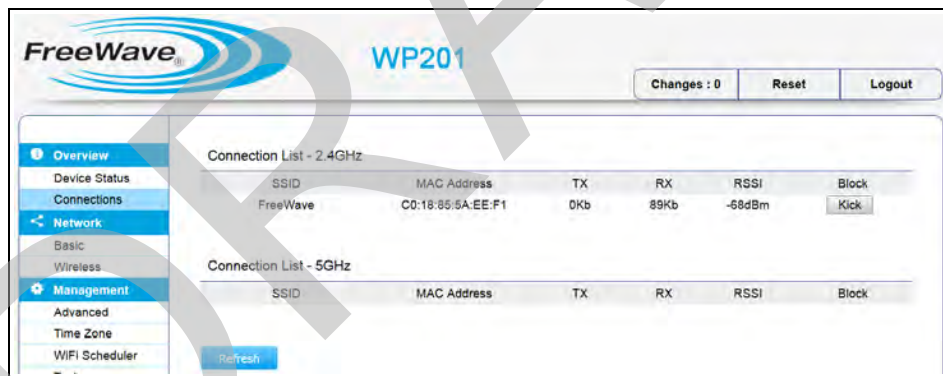 FreeWave®
WP201
Changes : 0 Reset Logout
Overview
Device Status
Connections
Network
Basic
Wireless
Management
Advanced
Time Zone
WiFi Scheduler
Connection List - 2.4GHz
SSID MAC Address TX RX RSSI Block
FreeWave C0:18:85:5A:EE:F1 0Kb 89Kb -68dBm Kick
Connection List - 5GHz
SSID MAC Address TX RX RSSI Block
Refresh